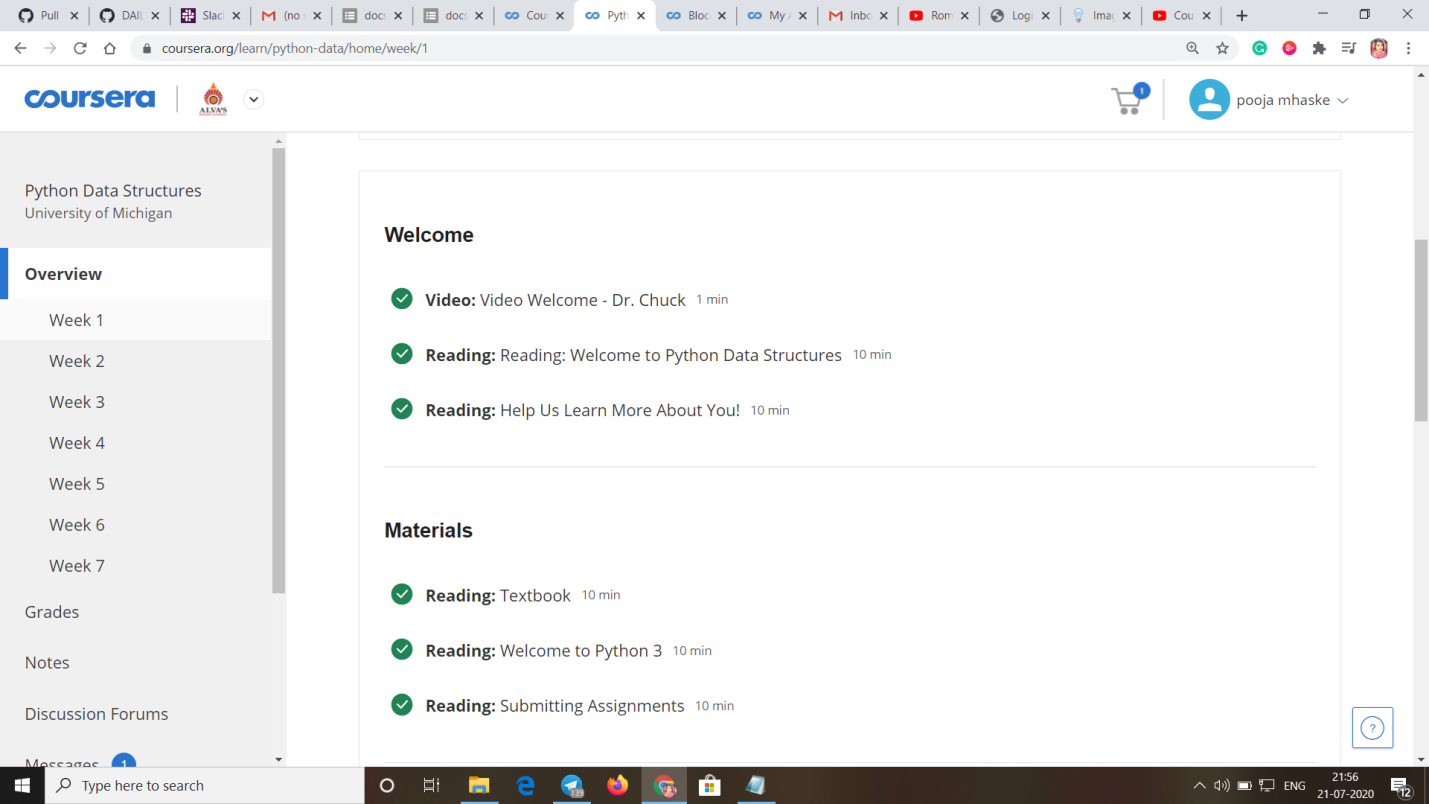 Pull
DAIL
Slac
(no s
docs
docs
Cour
Pyth
Bloc
My A
Inbo
Rom
Logi
Imag
Cou
coursera.org/learn/python-data/home/week/1
coursera
ALVA'S
1
pooja mhaske
Python Data Structures
University of Michigan
Overview
Week 1
Week 2
Week 3
Week 4
Week 5
Week 6
Week 7
Grades
Notes
Discussion Forums
Messages 1
Welcome
Video: Video Welcome - Dr. Chuck 1 min
Reading: Reading: Welcome to Python Data Structures 10 min
Reading: Help Us Learn More About You! 10 min
Materials
Reading: Textbook 10 min
Reading: Welcome to Python 3 10 min
Reading: Submitting Assignments 10 min
?
Type here to search
139
ENG
21:56
21-07-2020
12